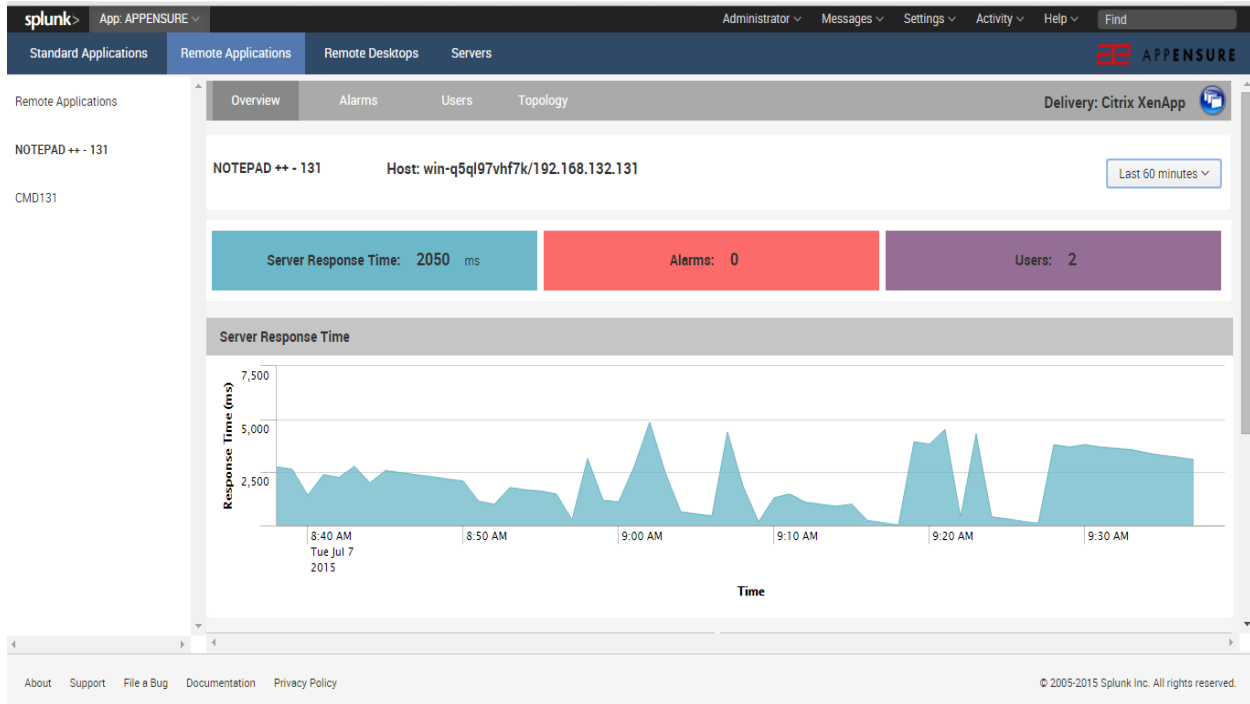 splunk> App: APPENSURE Administrator Messages Settings Activity Help Find
Standard Applications Remote Applications Remote Desktops Servers APPENSURE
Remote Applications
NOTEPAD ++ - 131
CMD131
Overview Alarms Users Topology Delivery: Citrix XenApp
NOTEPAD ++ - 131 Host: win-q5ql97vhf7k/192.168.132.131 Last 60 minutes
Server Response Time: 2050 ms Alarms: 0 Users: 2
Server Response Time
Response Time (ms)
7,500
5,000
2,500
8:40 AM 8:50 AM 9:00 AM 9:10 AM 9:20 AM 9:30 AM
Tue Jul 7
2015
Time
About Support File a Bug Documentation Privacy Policy © 2005-2015 Splunk Inc. All rights reserved.